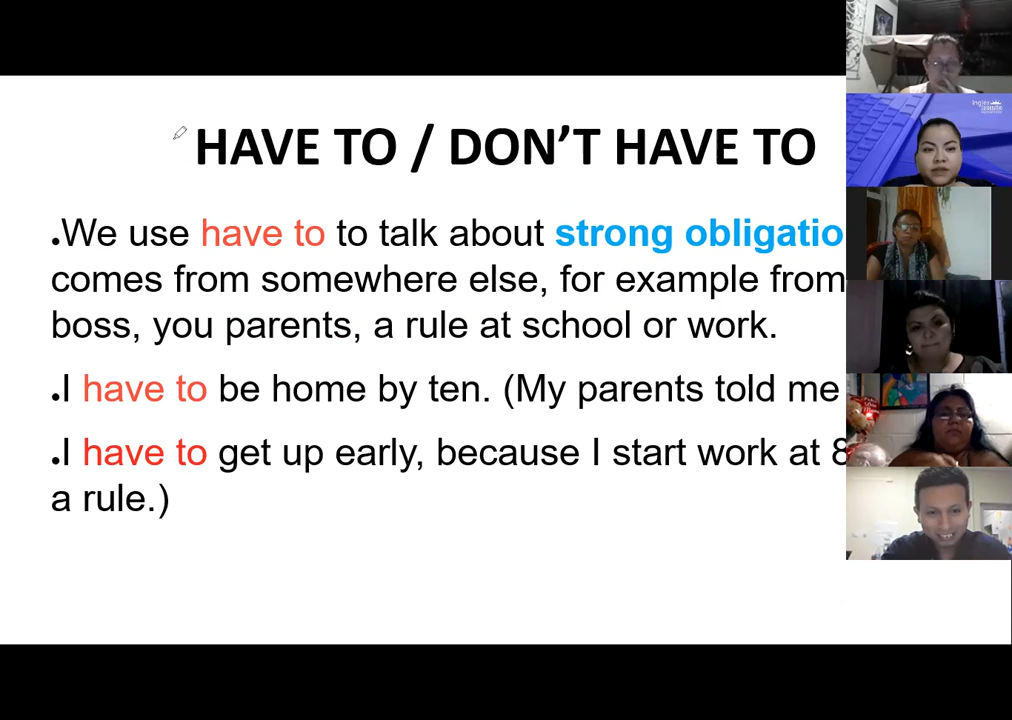 HAVE TO / DON'T HAVE TO
●We use have to to talk about strong obligatio
comes from somewhere else, for example from
boss, you parents, a rule at school or work.
●I have to be home by ten. (My parents told me
●I have to get up early, because I start work at 8
a rule.)